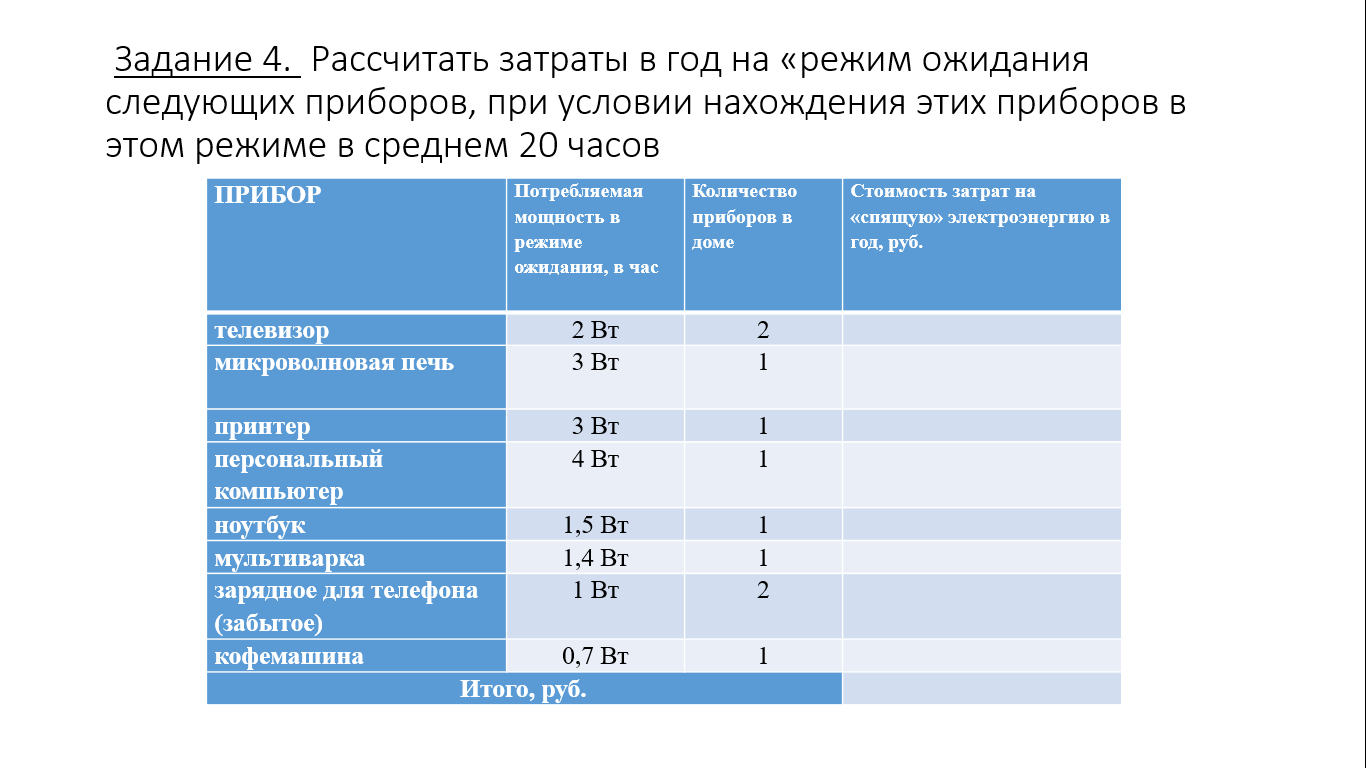 Задание 4.  Рассчитать затраты в год на «режим ожидания
следующих приборов, при условии нахождения этих приборов в
этом режиме в среднем 20 часов
ПРИБОР
Потребляемая
мощность в
режиме
ожидания, в час
Количество
приборов в
доме
Стоимость затрат на
«спящую» электроэнергию в
год, руб.
телевизор
2 Вт
2
микроволновая печь
3 Вт
1
принтер
3 Вт
1
персональный
компьютер
4 Вт
1
ноутбук
1,5 Вт
1
мультиварка
1,4 Вт
1
зарядное для телефона
(забытое)
1 Вт
2
кофемашина
0,7 Вт
1
Итого, руб.